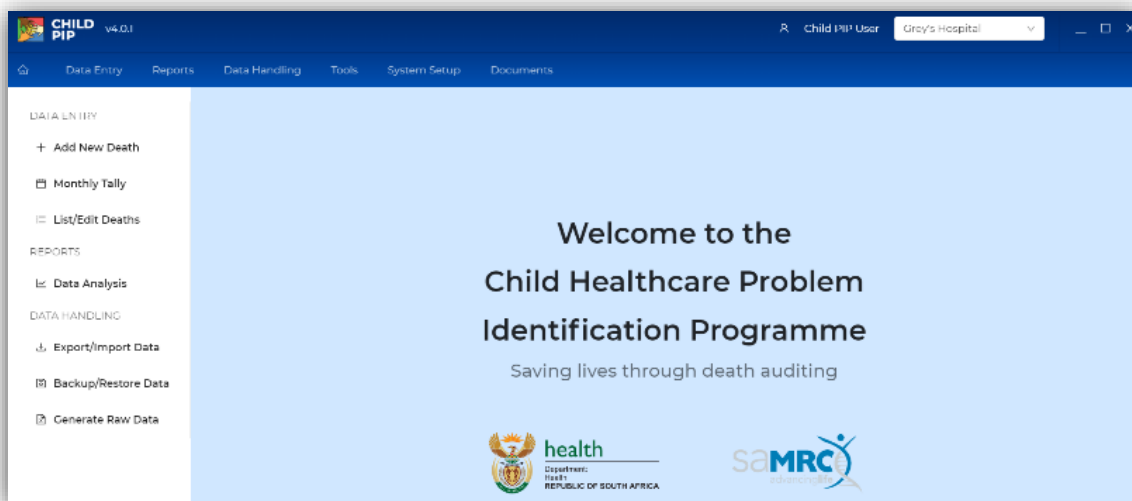 CHILD
PIP
v4.0.1
Child PIP User
Grey's Hospital
Data Entry
Reports
Data Handling
Tools
System Setup
Documents
DATA ENTRY
Add New Death
Monthly Tally
List/Edit Deaths
REPORTS
Data Analysis
DATA HANDLING
Export/Import Data
Backup/Restore Data
Generate Raw Data
Welcome to the
Child Healthcare Problem
Identification Programme
Saving lives through death auditing
health
Department:
Health
REPUBLIC OF SOUTH AFRICA
saMRC
advancinglife